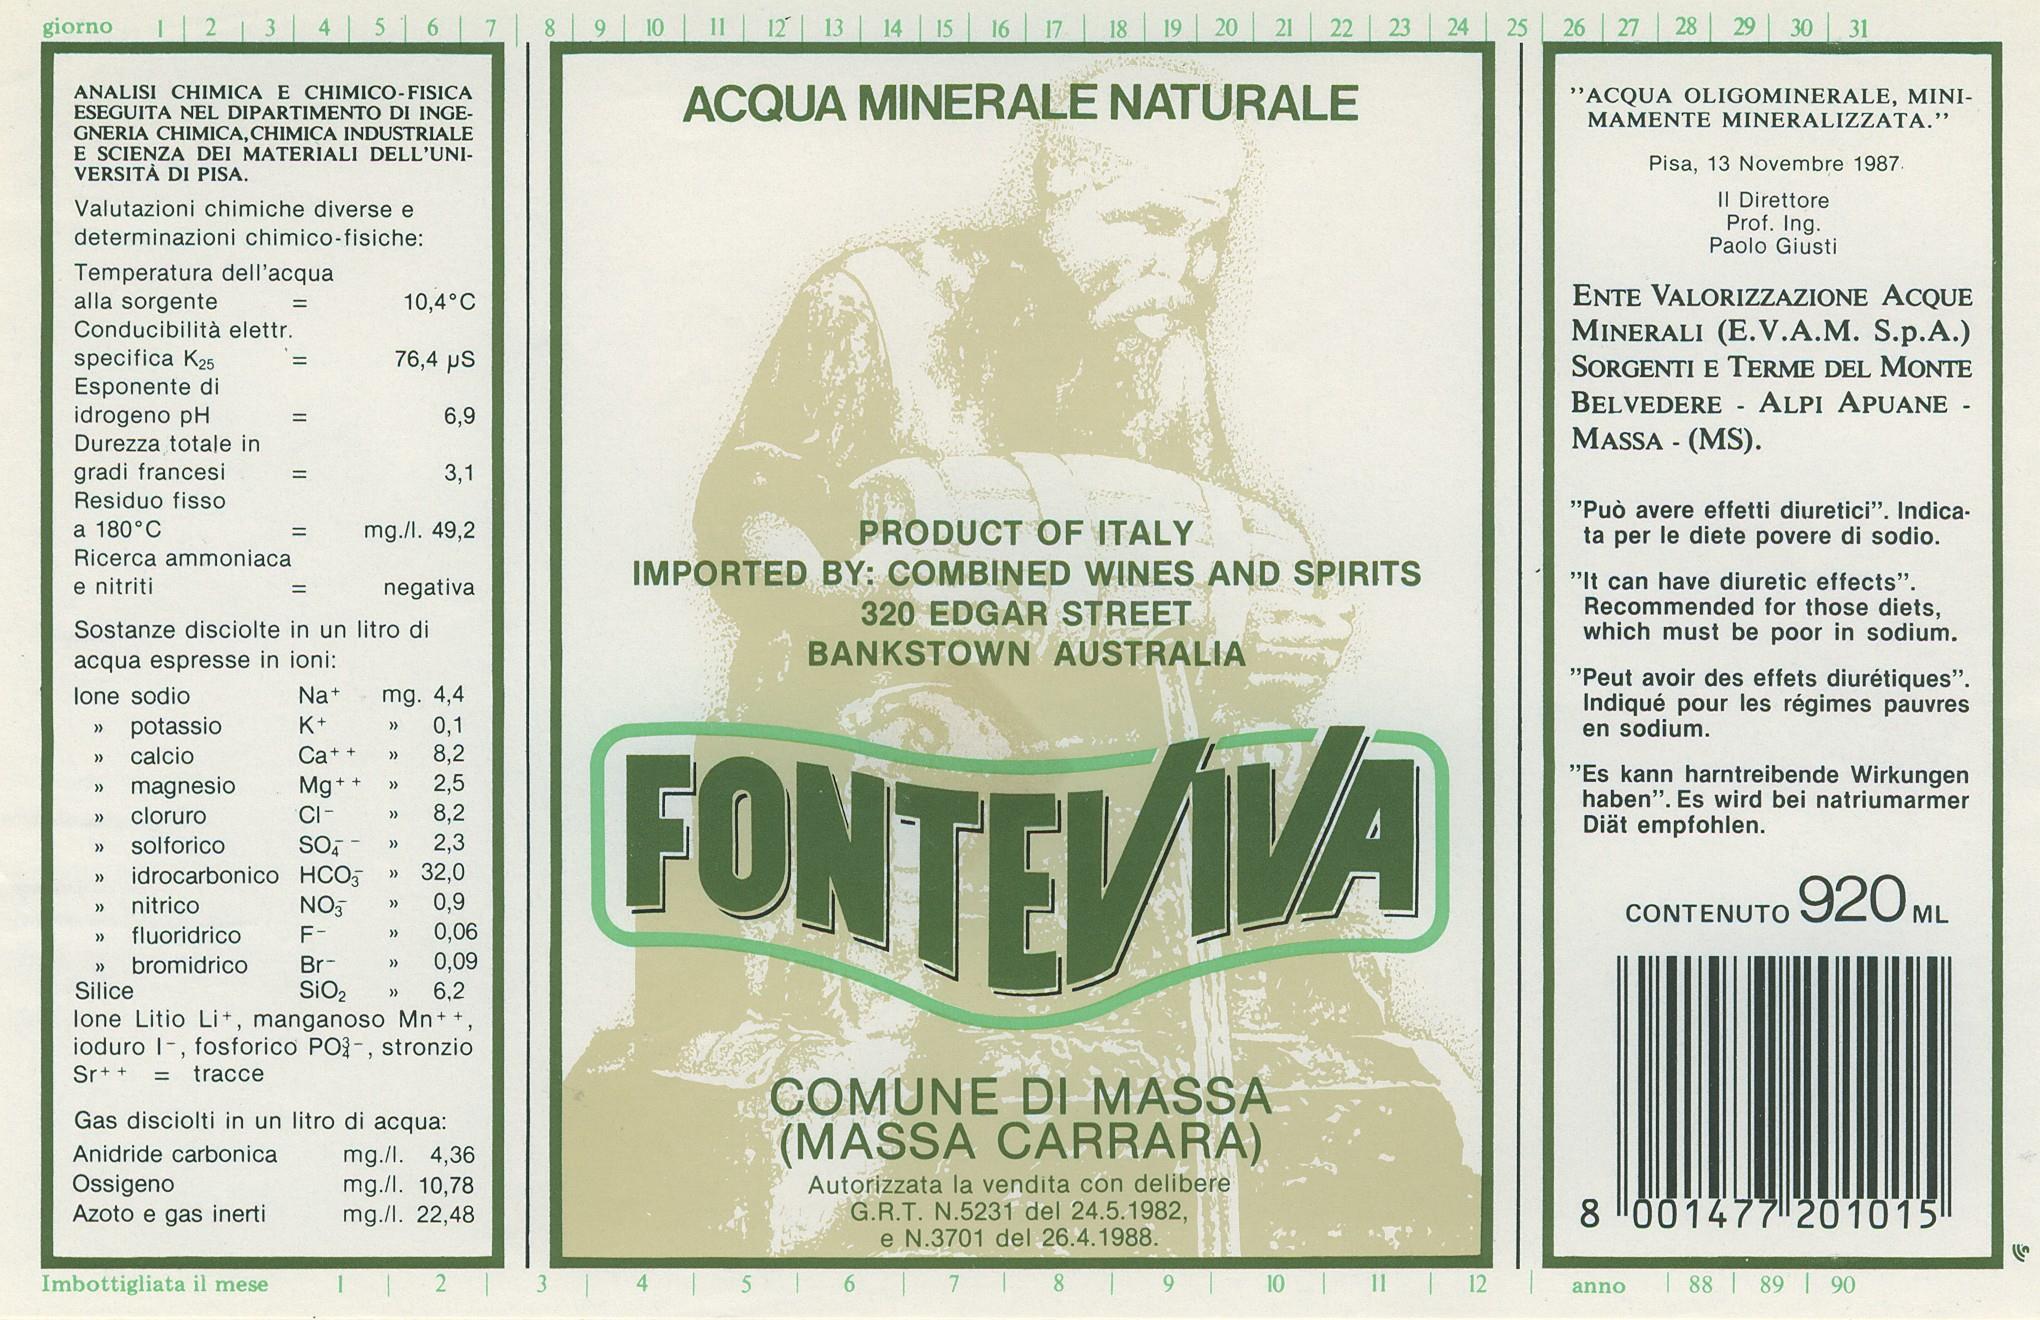 giorno 1 2 3 4 5 6 7 8 9 10 11 12 13 14 15 16 17 18 19 20 21 22 23 24 25 26 27 28 29 30 31
ANALISI CHIMICA E CHIMICO-FISICA
ESEGUITA NEL DIPARTIMENTO DI INGE-
GNERIA CHIMICA, CHIMICA INDUSTRIALE
E SCIENZA DEI MATERIALI DELL'UNI-
VERSITÀ DI PISA.
Valutazioni chimiche diverse e
determinazioni chimico-fisiche:
Temperatura dell'acqua
alla sorgente = 10,4°C
Conducibilità elettr.
specifica K25 = 76,4 µS
Esponente di
idrogeno pH = 6,9
Durezza totale in
gradi francesi = 3,1
Residuo fisso
a 180°C = mg./l. 49,2
Ricerca ammoniaca
e nitriti = negativa
Sostanze disciolte in un litro di
acqua espresse in ioni:
Ione sodio Na+ mg. 4,4
» potassio K+ » 0,1
» calcio Ca++ » 8,2
» magnesio Mg++ » 2,5
» cloruro Cl- » 8,2
» solforico SO4-- » 2,3
» idrocarbonico HCO3- » 32,0
» nitrico NO3- » 0,9
» fluoridrico F- » 0,06
» bromidrico Br- » 0,09
Silice SiO2 » 6,2
Ione Litio Li+, manganoso Mn++,
ioduro I-, fosforico PO43-, stronzio
Sr++ = tracce
Gas disciolti in un litro di acqua:
Anidride carbonica mg./l. 4,36
Ossigeno mg./l. 10,78
Azoto e gas inerti mg./l. 22,48
ACQUA MINERALE NATURALE
PRODUCT OF ITALY
IMPORTED BY: COMBINED WINES AND SPIRITS
320 EDGAR STREET
BANKSTOWN AUSTRALIA
FONTEVIVA
COMUNE DI MASSA
(MASSA CARRARA)
Autorizzata la vendita con delibere
G.R.T. N.5231 del 24.5.1982,
e N.3701 del 26.4.1988.
"ACQUA OLIGOMINERALE, MINI-
MAMENTE MINERALIZZATA."
Pisa, 13 Novembre 1987.
Il Direttore
Prof. Ing.
Paolo Giusti
ENTE VALORIZZAZIONE ACQUE
MINERALI (E.V.A.M. S.p.A.)
SORGENTI E TERME DEL MONTE
BELVEDERE - ALPI APUANE -
MASSA - (MS).
"Può avere effetti diuretici". Indica-
ta per le diete povere di sodio.
"It can have diuretic effects".
Recommended for those diets,
which must be poor in sodium.
"Peut avoir des effets diurétiques".
Indiqué pour les régimes pauvres
en sodium.
"Es kann harntreibende Wirkungen
haben". Es wird bei natriumarmer
Diät empfohlen.
CONTENUTO 920 ML
8 001477 201015
Imbottigliata il mese 1 2 3 4 5 6 7 8 9 10 11 12 anno 88 89 90